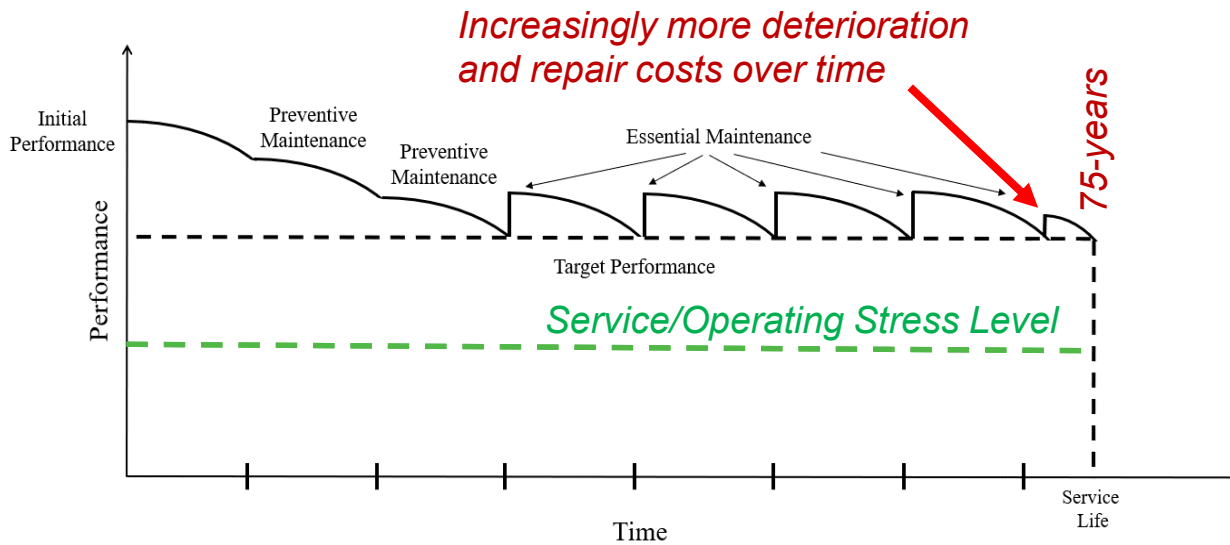 Increasingly more deterioration
and repair costs over time
75-years
Initial
Performance
Preventive
Maintenance
Preventive
Maintenance
Essential Maintenance
Target Performance
Performance
Service/Operating Stress Level
Service
Life
Time